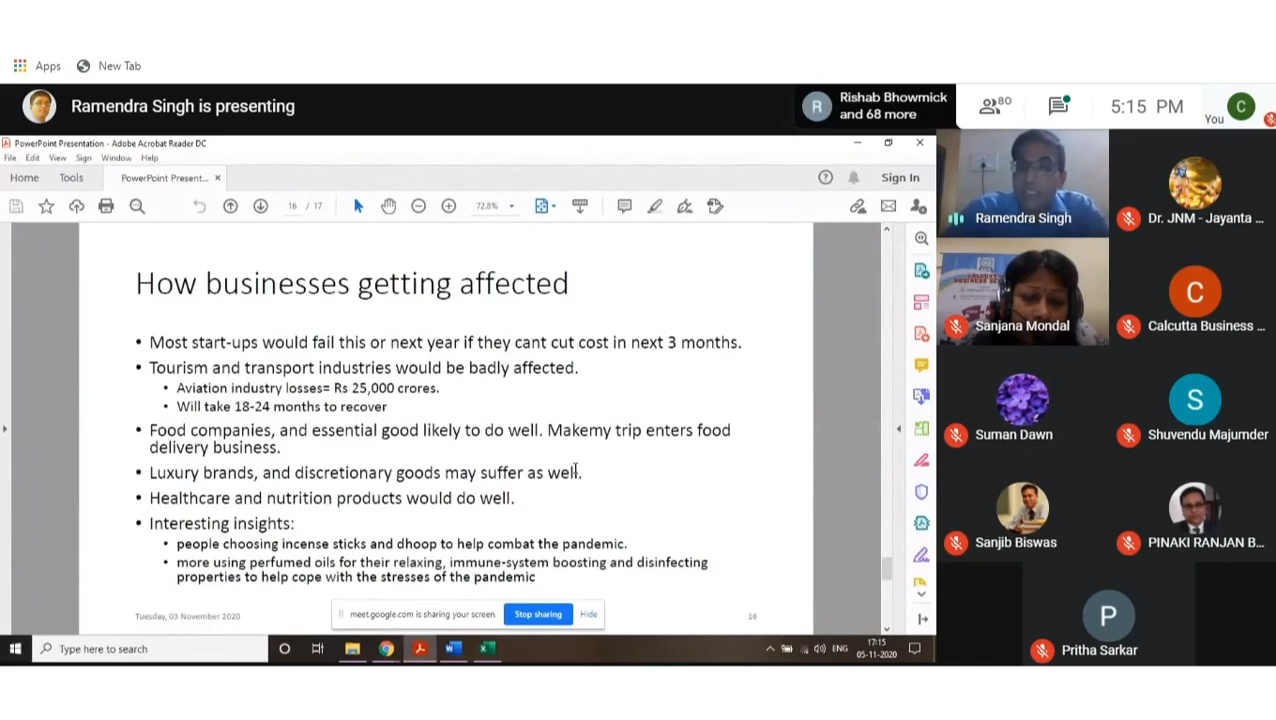 Apps New Tab
Ramendra Singh is presenting
R Rishab Bhowmick
and 68 more
80
5:15 PM
You C
PowerPoint Presentation - Adobe Acrobat Reader DC
File Edit View Sign Window Help
Home Tools PowerPoint Present... × Sign In
16 / 17 72.8%
How businesses getting affected
• Most start-ups would fail this or next year if they cant cut cost in next 3 months.
• Tourism and transport industries would be badly affected.
• Aviation industry losses= Rs 25,000 crores.
• Will take 18-24 months to recover
• Food companies, and essential good likely to do well. Makemy trip enters food
delivery business.
• Luxury brands, and discretionary goods may suffer as well.
• Healthcare and nutrition products would do well.
• Interesting insights:
• people choosing incense sticks and dhoop to help combat the pandemic.
• more using perfumed oils for their relaxing, immune-system boosting and disinfecting
properties to help cope with the stresses of the pandemic
Tuesday, 03 November 2020 16
meet.google.com is sharing your screen. Stop sharing Hide
Type here to search
ENG
17:15
05-11-2020
Ramendra Singh
Dr. JNM - Jayanta ...
CALCUTTA
BUSINESS SC
Sanjana Mondal
C
Calcutta Business ...
Suman Dawn
S
Shuvendu Majumder
Sanjib Biswas
PINAKI RANJAN B...
P
Pritha Sarkar